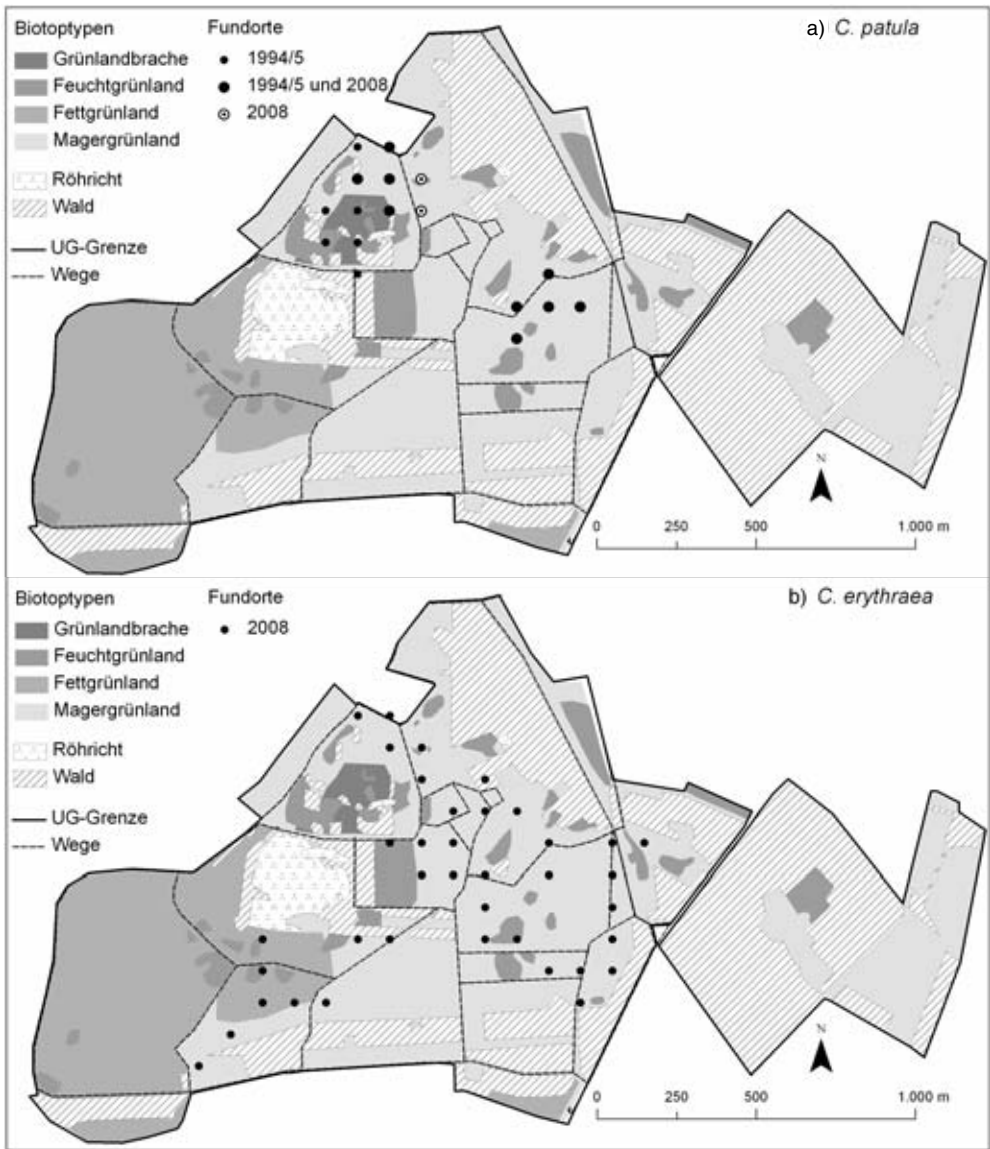 a) C. patula
Biotoptypen
Grünlandbrache
Feuchtgrünland
Fettgrünland
Magergrünland
Röhricht
Wald
UG-Grenze
Wege
Fundorte
1994/5
1994/5 und 2008
2008
N
0 250 500 1.000 m
b) C. erythraea
Biotoptypen
Grünlandbrache
Feuchtgrünland
Fettgrünland
Magergrünland
Röhricht
Wald
UG-Grenze
Wege
Fundorte
2008
N
0 250 500 1.000 m